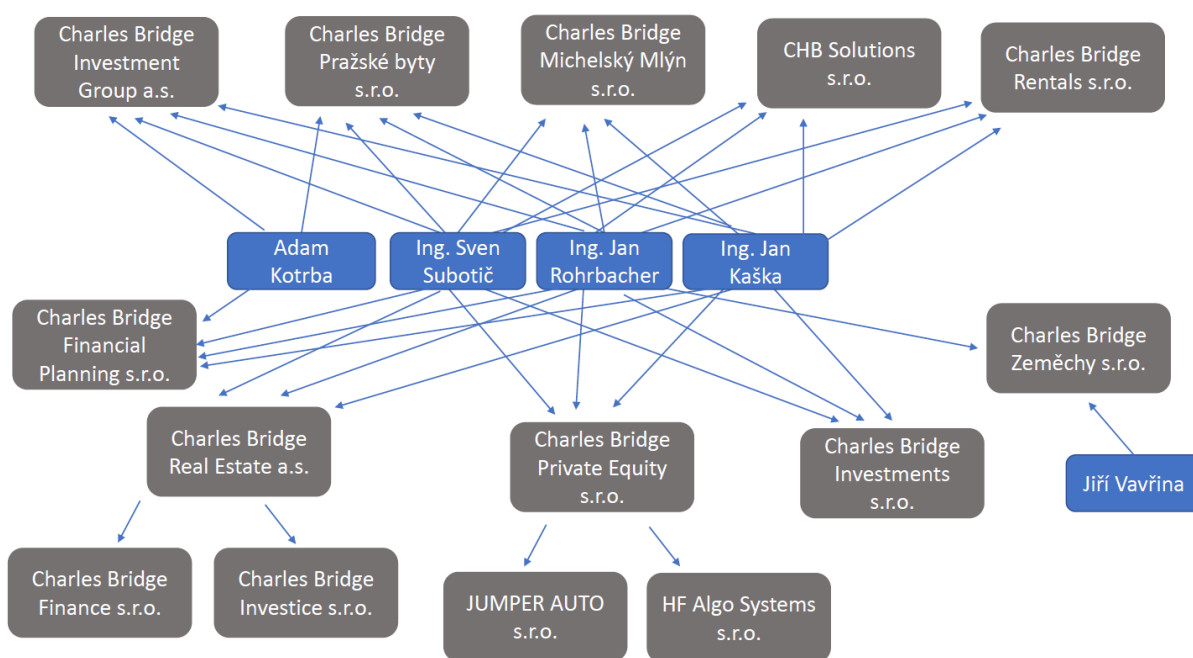 Charles Bridge
Investment
Group a.s.
Charles Bridge
Pražské byty
s.r.o.
Charles Bridge
Michelský Mlýn
s.r.o.
CHB Solutions
s.r.o.
Charles Bridge
Rentals s.r.o.
Adam
Kotrba
Ing. Sven
Subotič
Ing. Jan
Rohrbacher
Ing. Jan
Kaška
Charles Bridge
Financial
Planning s.r.o.
Charles Bridge
Zeměchy s.r.o.
Charles Bridge
Real Estate a.s.
Charles Bridge
Private Equity
s.r.o.
Charles Bridge
Investments
s.r.o.
Jiří Vavřina
Charles Bridge
Finance s.r.o.
Charles Bridge
Investice s.r.o.
JUMPER AUTO
s.r.o.
HF Algo Systems
s.r.o.